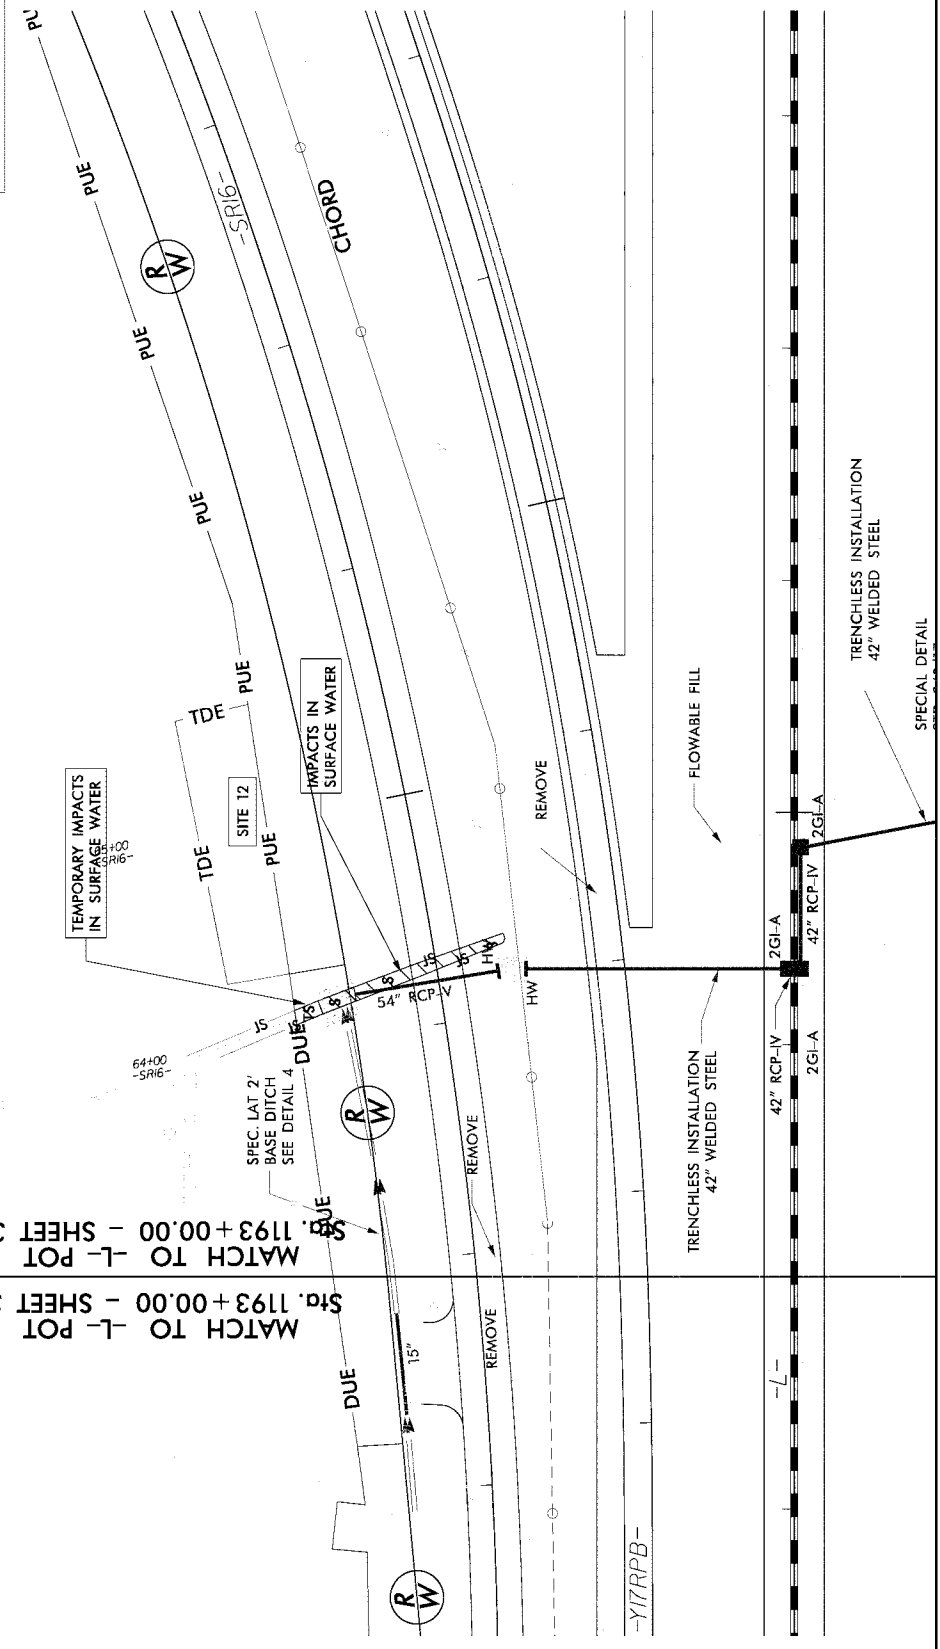 PUE
PUE
R
W
-SR16-
CHORD
PUE
PUE
PUE
TDE
TDE
SITE 12
PUE
IMPACTS IN
SURFACE WATER
TEMPORARY IMPACTS
IN SURFACE WATER
-SR16-
64+00
-SR16-
JS
JS
JS
HW
54" RCP-V
HW
DUE
SPEC. LAT 2'
BASE DITCH
SEE DETAIL 4
R
W
REMOVE
REMOVE
REMOVE
FLOWABLE FILL
TRENCHLESS INSTALLATION
42" WELDED STEEL
SPECIAL DETAIL
2GI-A
42" RCP-IV
2GI-A
42" RCP-IV
2GI-A
TRENCHLESS INSTALLATION
42" WELDED STEEL
MATCH TO -L- POT
Sta. 1193+00.00 - SHEET
MATCH TO -L- POT
Sta. 1193+00.00 - SHEET
DUE
15"
-L-
R
W
-Y17RPB-